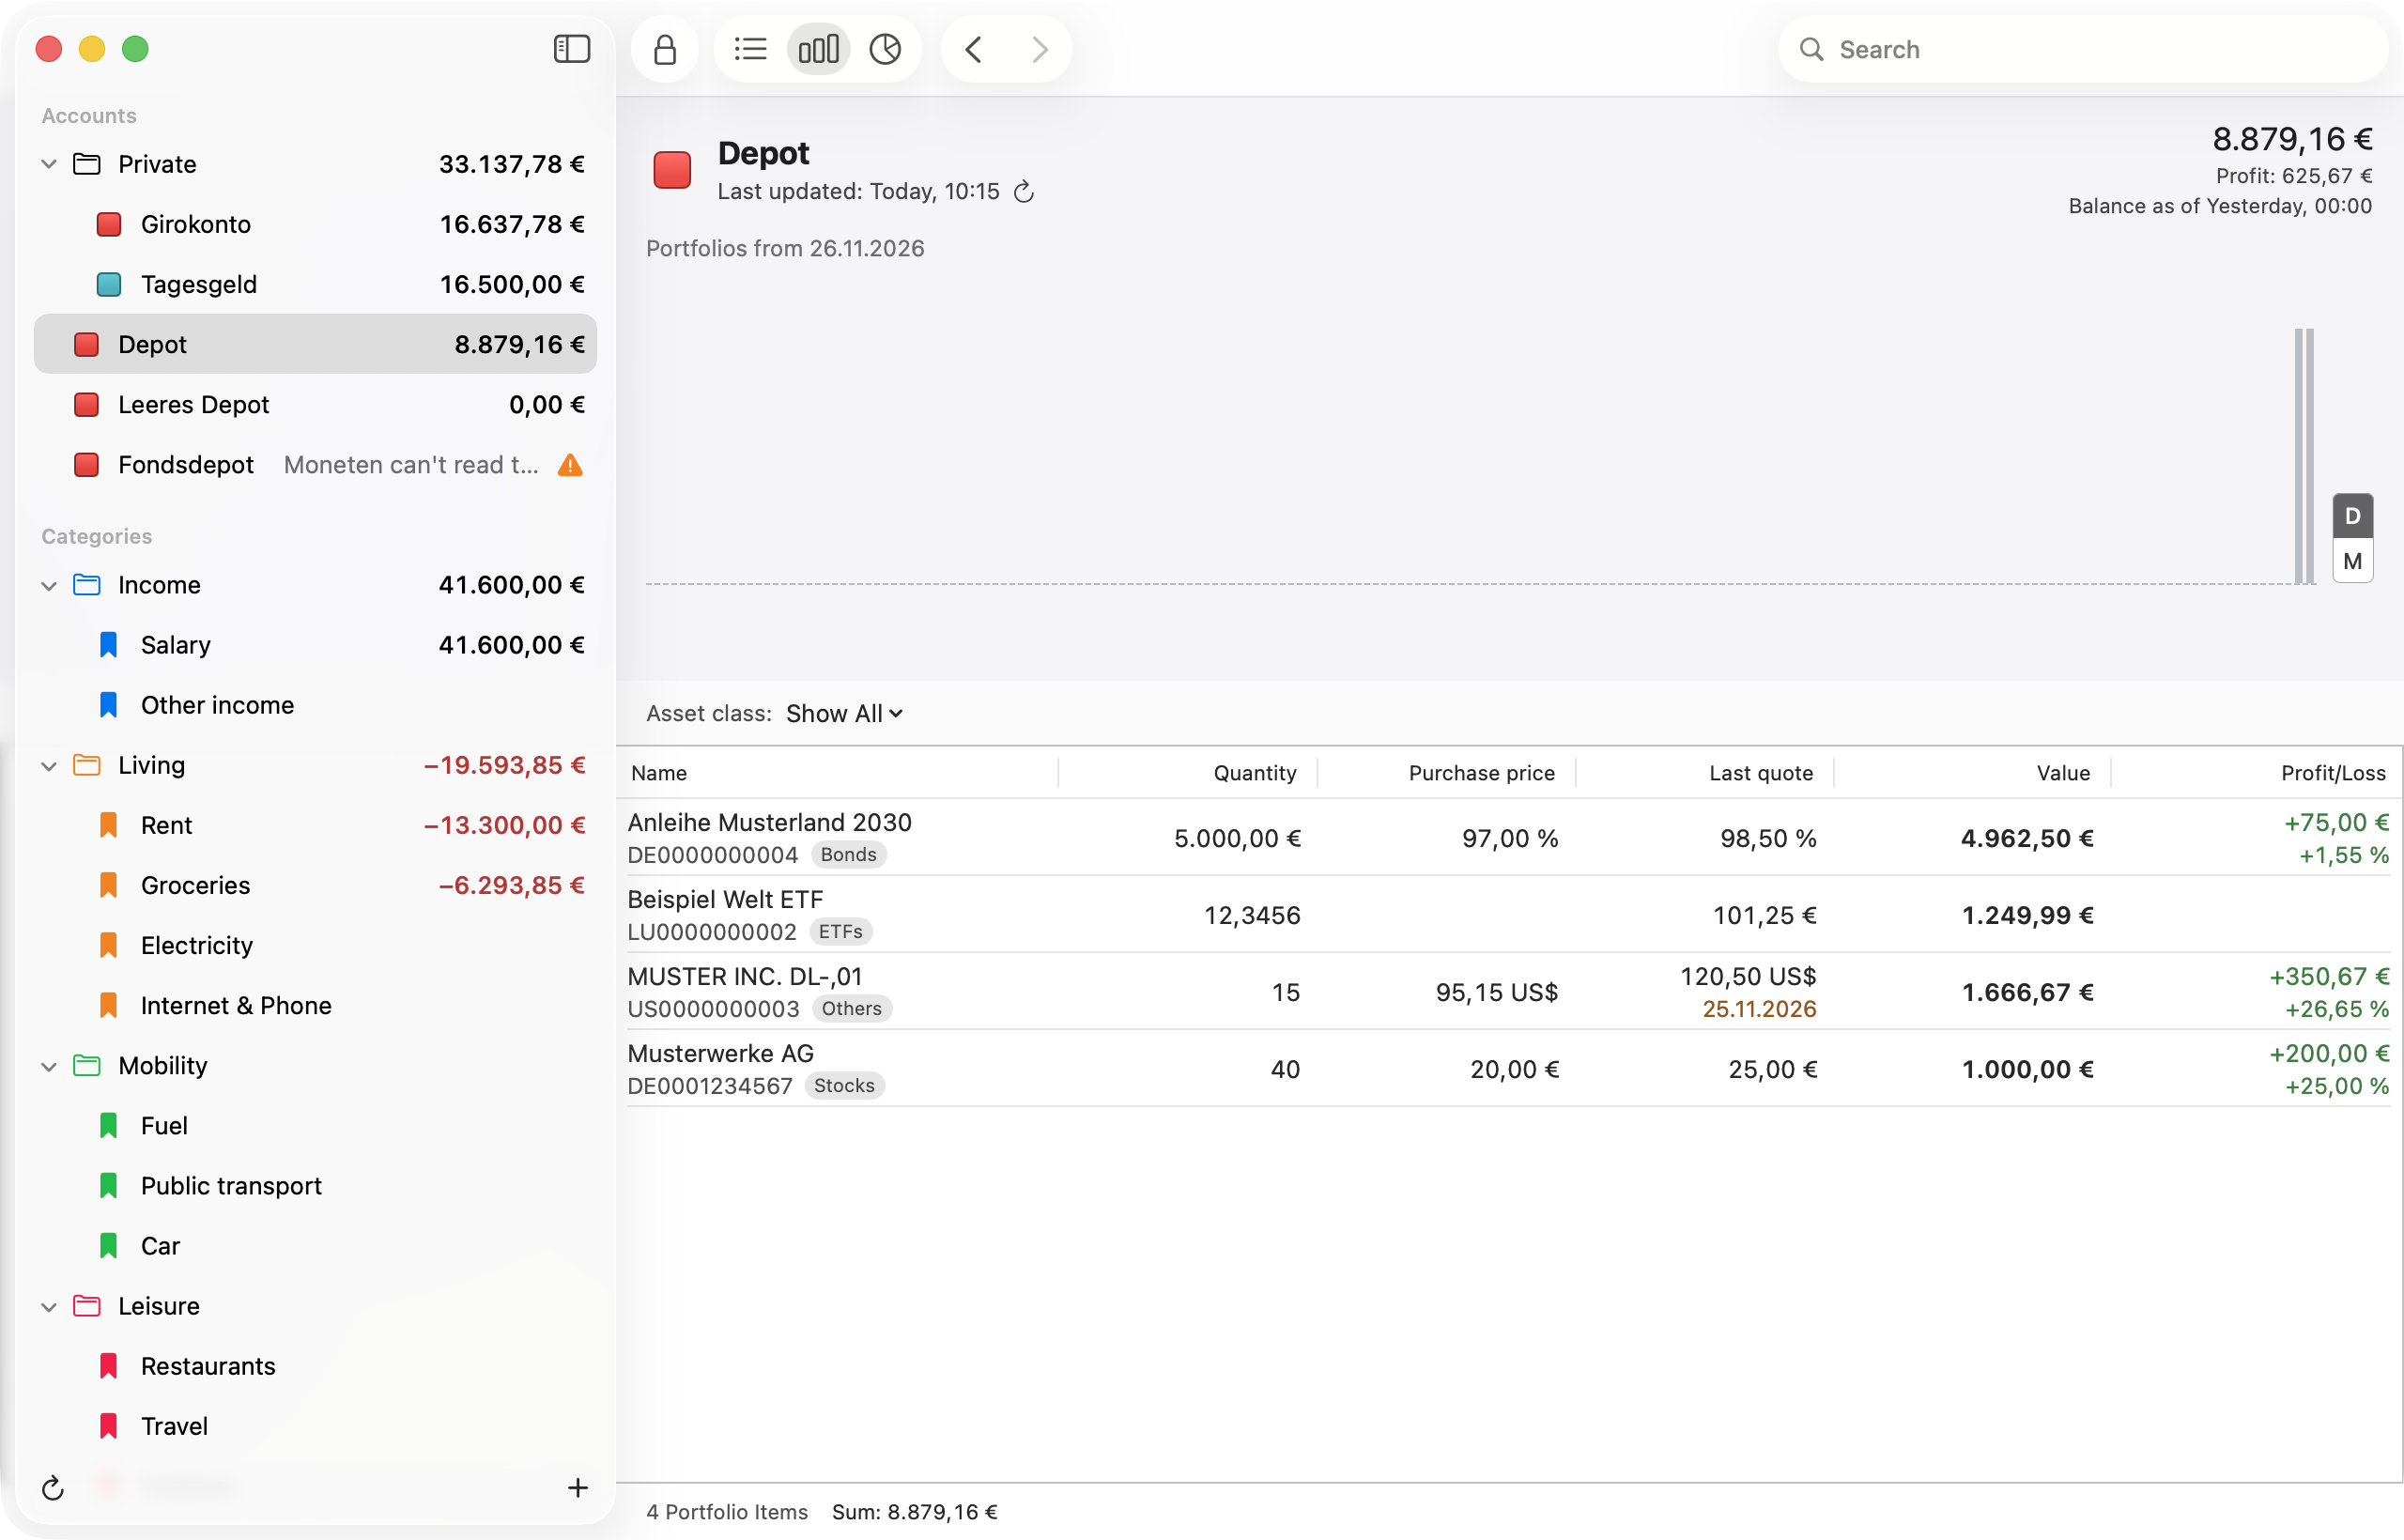 Search
Accounts
Private 33.137,78 €
Girokonto 16.637,78 €
Tagesgeld 16.500,00 €
Depot 8.879,16 €
Leeres Depot 0,00 €
Fondsdepot Moneten can't read t...
Categories
Income 41.600,00 €
Salary 41.600,00 €
Other income
Living −19.593,85 €
Rent −13.300,00 €
Groceries −6.293,85 €
Electricity
Internet & Phone
Mobility
Fuel
Public transport
Car
Leisure
Restaurants
Travel
Depot
Last updated: Today, 10:15
8.879,16 €
Profit: 625,67 €
Balance as of Yesterday, 00:00
Portfolios from 26.11.2026
D
M
Asset class: Show All
Name Quantity Purchase price Last quote Value Profit/Loss
Anleihe Musterland 2030 5.000,00 € 97,00 % 98,50 % 4.962,50 € +75,00 €
DE0000000004 Bonds +1,55 %
Beispiel Welt ETF 12,3456 101,25 € 1.249,99 €
LU0000000002 ETFs
MUSTER INC. DL-,01 15 95,15 US$ 120,50 US$ 1.666,67 € +350,67 €
US0000000003 Others 25.11.2026 +26,65 %
Musterwerke AG 40 20,00 € 25,00 € 1.000,00 € +200,00 €
DE0001234567 Stocks +25,00 %
4 Portfolio Items Sum: 8.879,16 €